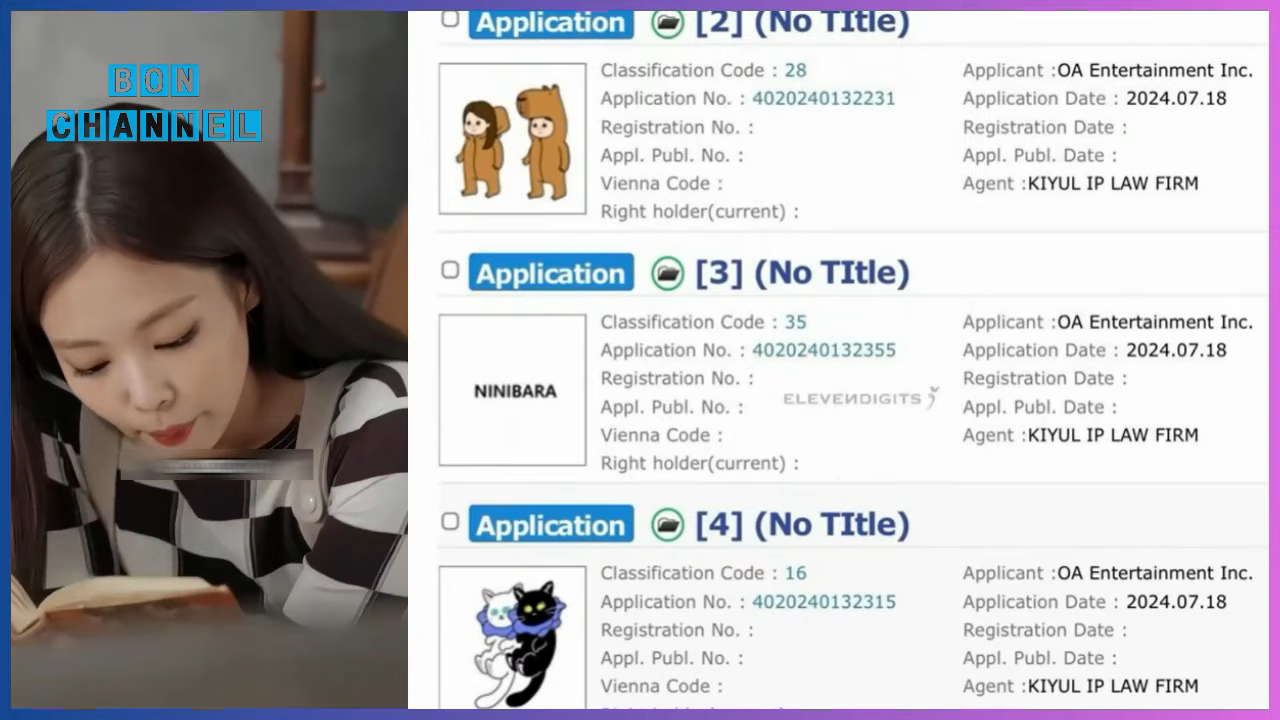 BON
CHANNEL
Application [2] (No TItle)
Classification Code : 28
Applicant :OA Entertainment Inc.
Application No. : 4020240132231
Application Date : 2024.07.18
Registration No. :
Registration Date :
Appl. Publ. No. :
Appl. Publ. Date :
Vienna Code :
Agent :KIYUL IP LAW FIRM
Right holder(current) :
Application [3] (No TItle)
NINIBARA
Classification Code : 35
Applicant :OA Entertainment Inc.
Application No. : 4020240132355
Application Date : 2024.07.18
Registration No. :
Registration Date :
ELEVENDIGITS
Appl. Publ. No. :
Appl. Publ. Date :
Vienna Code :
Agent :KIYUL IP LAW FIRM
Right holder(current) :
Application [4] (No TItle)
Classification Code : 16
Applicant :OA Entertainment Inc.
Application No. : 4020240132315
Application Date : 2024.07.18
Registration No. :
Registration Date :
Appl. Publ. No. :
Appl. Publ. Date :
Vienna Code :
Agent :KIYUL IP LAW FIRM